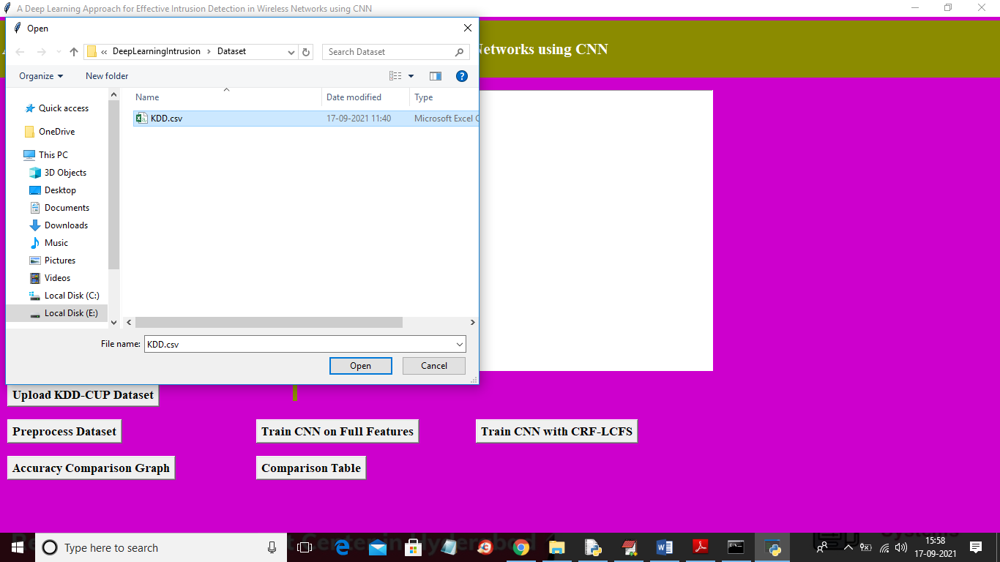 A Deep Learning Approach for Effective Intrusion Detection in Wireless Networks using CNN
Open
« DeepLearningIntrusion › Dataset
Search Dataset
Networks using CNN
Organize
New folder
Name
Date modified
Type
KDD.csv
17-09-2021 11:40
Microsoft Excel C
Quick access
OneDrive
This PC
3D Objects
Desktop
Documents
Downloads
Music
Pictures
Videos
Local Disk (C:)
Local Disk (E:)
File name:
KDD.csv
Open
Cancel
Upload KDD-CUP Dataset
Preprocess Dataset
Train CNN on Full Features
Train CNN with CRF-LCFS
Accuracy Comparison Graph
Comparison Table
Type here to search
15:58
17-09-2021